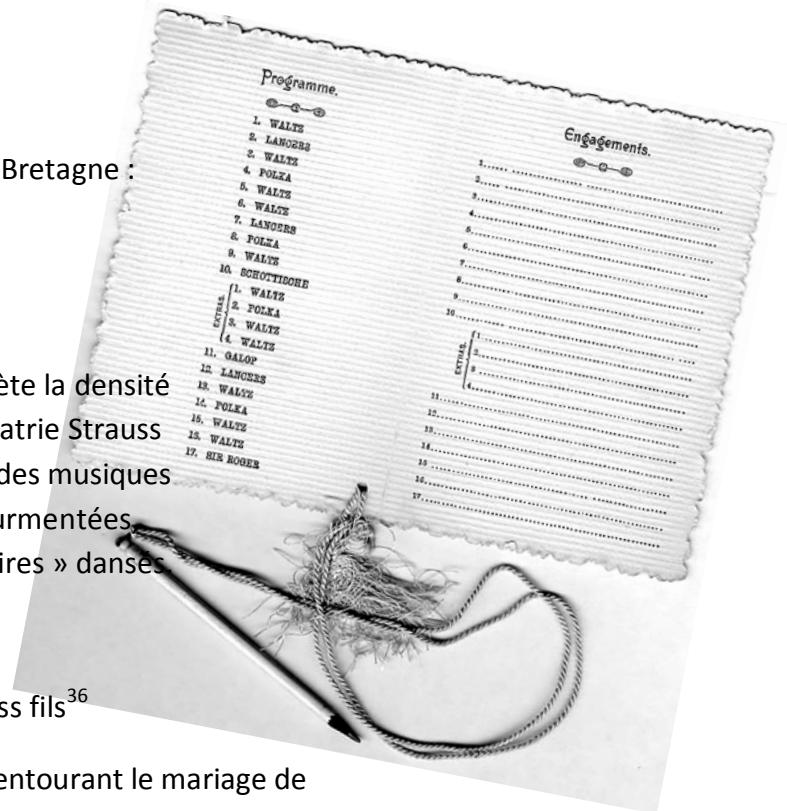 Bretagne :
ète la densité
atrie Strauss
des musiques
urmentées,
ires » dansés.
ss fils³⁶
entourant le mariage de
Programme.
1. WALTZ
2. LANCERS
3. WALTZ
4. POLKA
5. WALTZ
6. WALTZ
7. LANCERS
8. POLKA
9. WALTZ
10. SCHOTTISCHE
EXTRAS.
1. WALTZ
2. POLKA
3. WALTZ
4. WALTZ
11. GALOP
12. LANCERS
13. WALTZ
14. POLKA
15. WALTZ
16. WALTZ
17. SIR ROGER
Engagements.
1
2
3
4
5
6
7
8
9
10
EXTRAS.
1
2
3
4
11
12
13
14
15
16
17